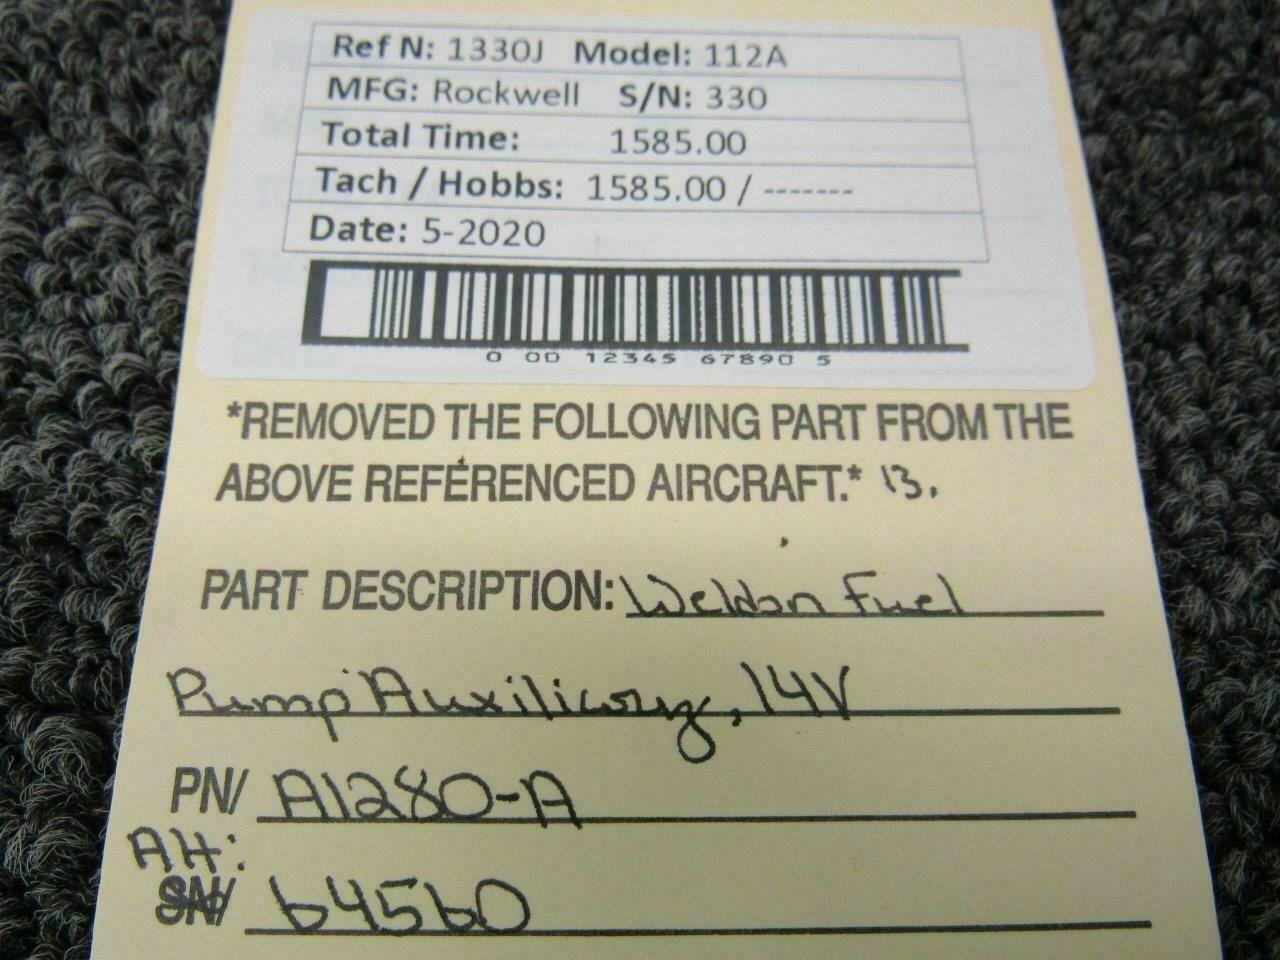 Ref N: 1330J Model: 112A
MFG: Rockwell S/N: 330
Total Time: 1585.00
Tach / Hobbs: 1585.00 / -------
Date: 5-2020
0 00 12345 67890 5
*REMOVED THE FOLLOWING PART FROM THE
ABOVE REFERENCED AIRCRAFT.* 13.
PART DESCRIPTION: Weldon Fuel
Pump Auxiliary, 14V
PN/ A1280-A
Alt:
SN/ 64560